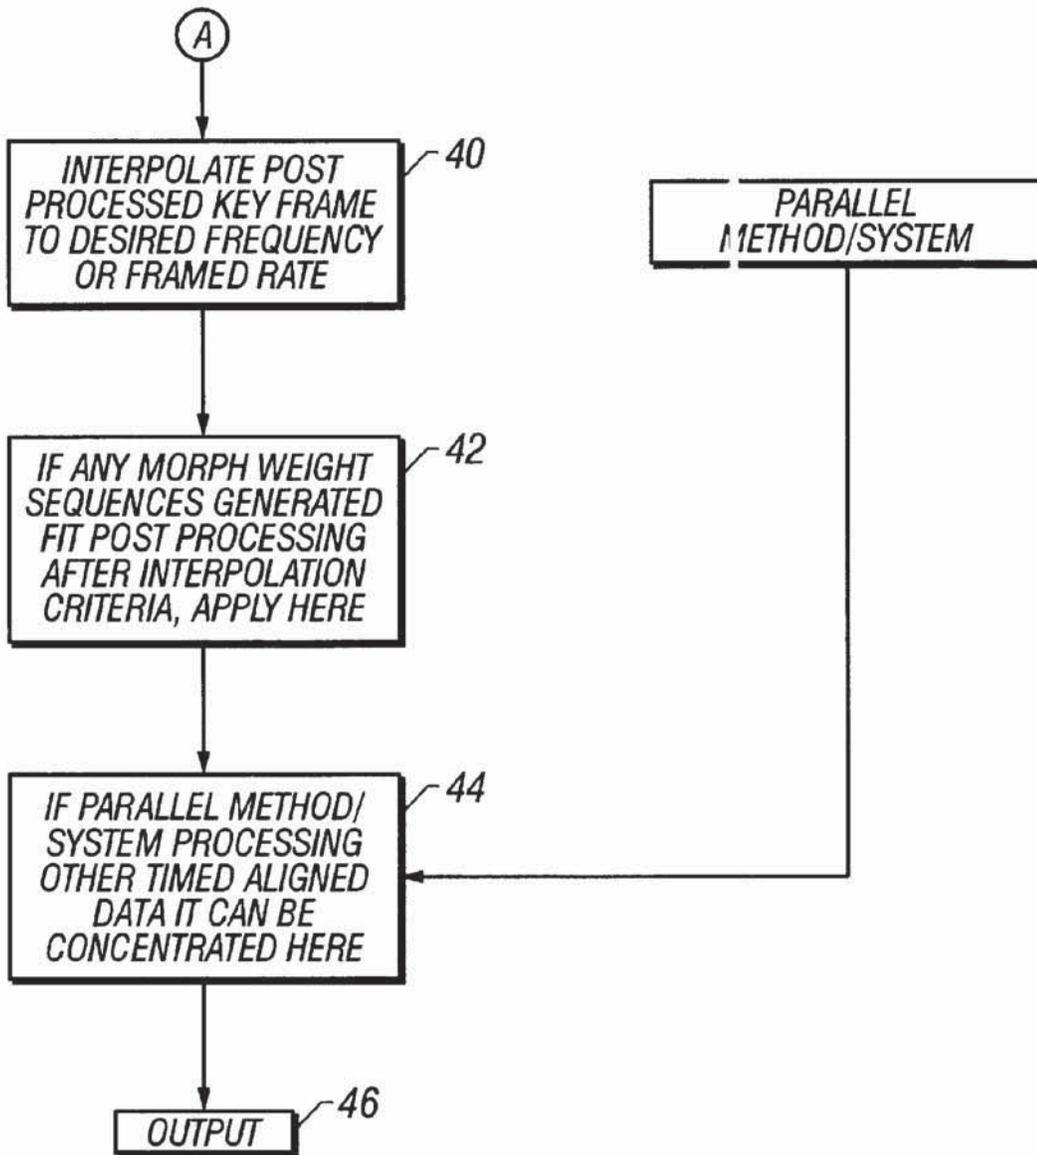 A
INTERPOLATE POST
PROCESSED KEY FRAME
TO DESIRED FREQUENCY
OR FRAMED RATE
40
PARALLEL
METHOD/SYSTEM
IF ANY MORPH WEIGHT
SEQUENCES GENERATED
FIT POST PROCESSING
AFTER INTERPOLATION
CRITERIA, APPLY HERE
42
IF PARALLEL METHOD/
SYSTEM PROCESSING
OTHER TIMED ALIGNED
DATA IT CAN BE
CONCENTRATED HERE
44
OUTPUT
46